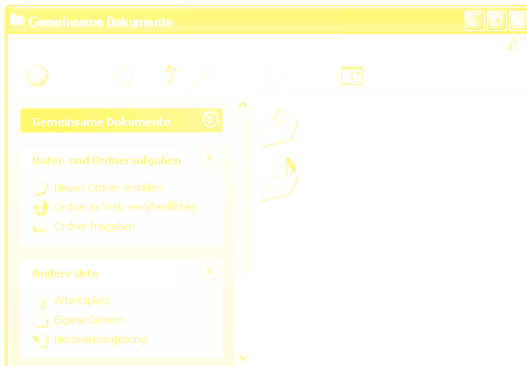 Gemeinsame Dokumente
Gemeinsame Dokumente
Datei- und Ordneraufgaben
Neuen Ordner erstellen
Ordner im Web veröffentlichen
Ordner freigeben
Andere Orte
Arbeitsplatz
Eigene Dateien
Netzwerkumgebung